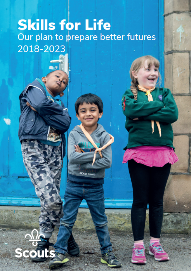 Skills for Life
Our plan to prepare better futures
2018-2023
Scouts